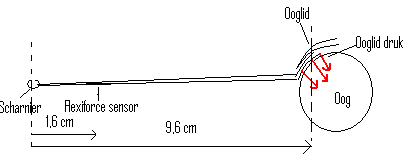 Ooglid
Ooglid druk
Scharnier
Flexiforce sensor
Oog
1,6 cm
9,6 cm